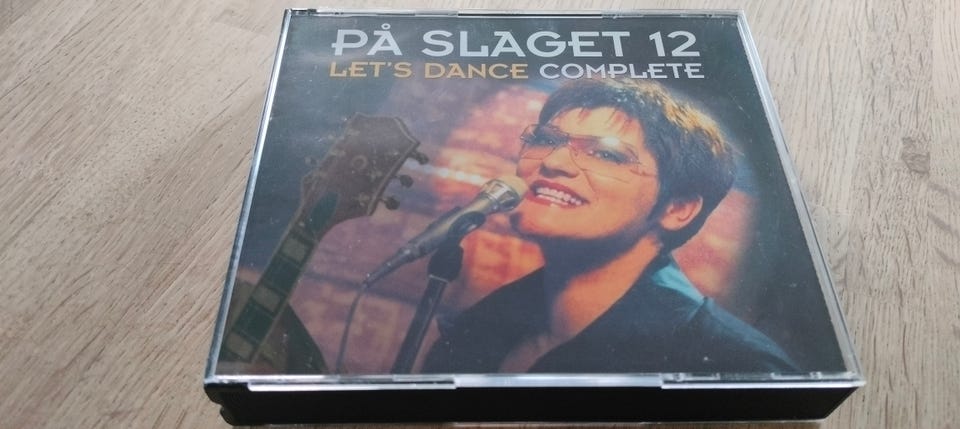 PÅ SLAGET 12
LET'S DANCE COMPLETE